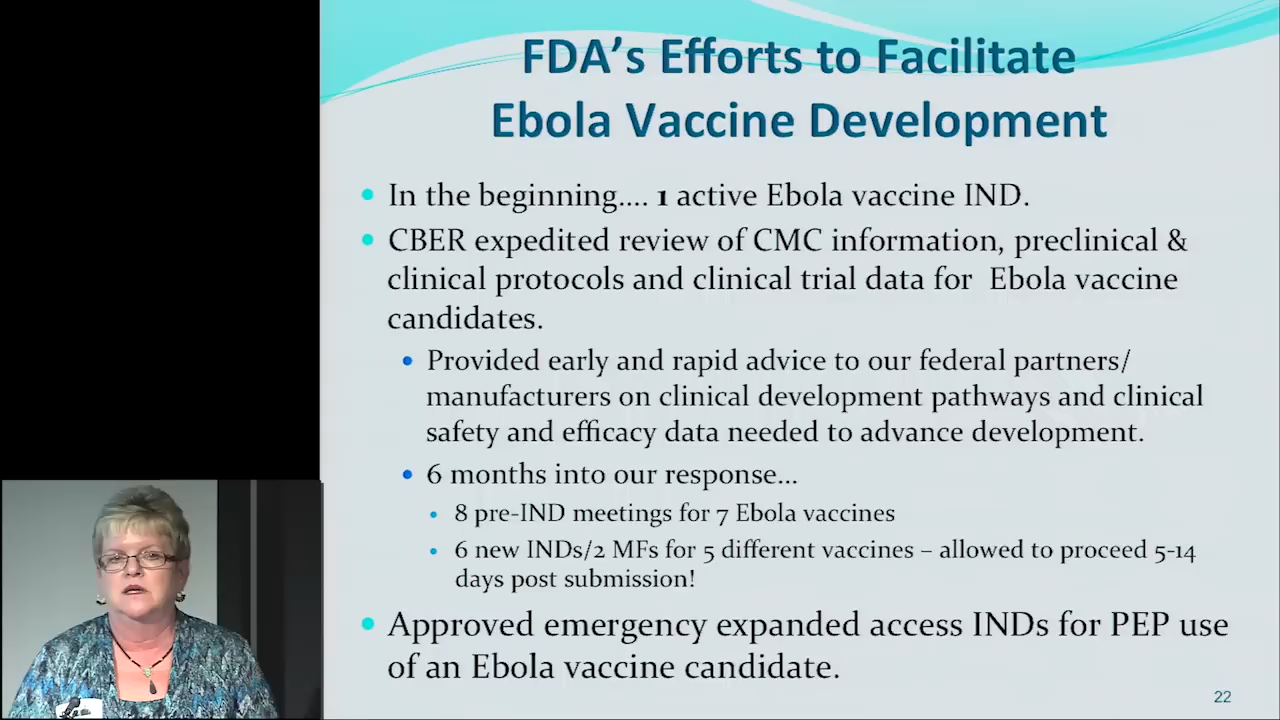 FDA's Efforts to Facilitate
Ebola Vaccine Development
• In the beginning.... 1 active Ebola vaccine IND.
• CBER expedited review of CMC information, preclinical &
clinical protocols and clinical trial data for Ebola vaccine
candidates.
• Provided early and rapid advice to our federal partners/
manufacturers on clinical development pathways and clinical
safety and efficacy data needed to advance development.
• 6 months into our response...
• 8 pre-IND meetings for 7 Ebola vaccines
• 6 new INDs/2 MFs for 5 different vaccines – allowed to proceed 5-14
days post submission!
• Approved emergency expanded access INDs for PEP use
of an Ebola vaccine candidate.
22